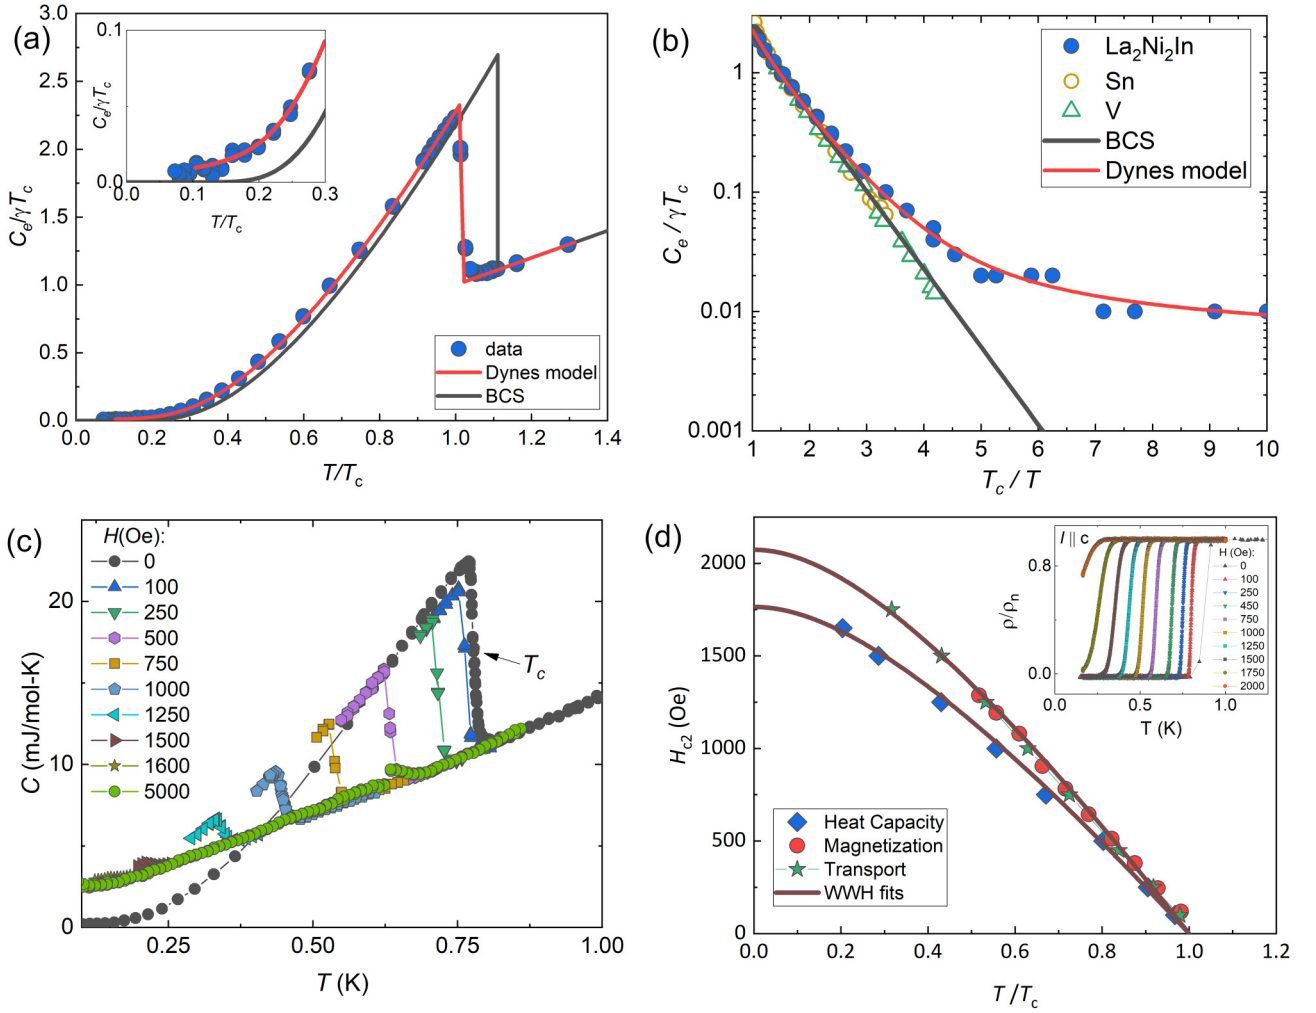 (a)
3.0
2.5
2.0
1.5
1.0
0.5
0.0
C_e/γT_c
0.0 0.2 0.4 0.6 0.8 1.0 1.2 1.4
T/T_c
0.1
0.0
C_e/γT_c
0.0 0.1 0.2 0.3
T/T_c
data
Dynes model
BCS
(b)
1
0.1
0.01
0.001
C_e / γT_c
1 2 3 4 5 6 7 8 9 10
T_c / T
La₂Ni₂In
Sn
V
BCS
Dynes model
(c)
H(Oe):
0
100
250
500
750
1000
1250
1500
1600
5000
20
10
0
C (mJ/mol-K)
T_c
0.25 0.50 0.75 1.00
T (K)
(d)
2000
1500
1000
500
0
H_c2 (Oe)
0.0 0.2 0.4 0.6 0.8 1.0 1.2
T/T_c
Heat Capacity
Magnetization
Transport
WWH fits
I || c
0.8
0.0
ρ/ρ_n
0.5 1.0
T (K)
H (Oe):
0
100
250
450
750
1000
1250
1500
1750
2000